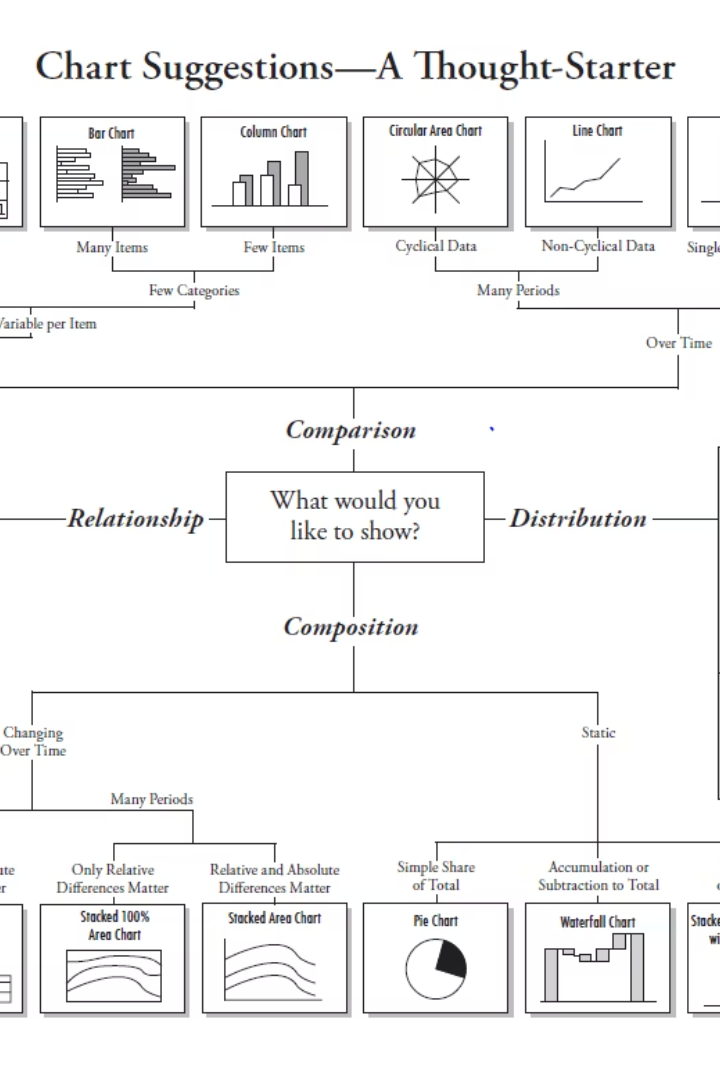 Chart Suggestions—A Thought-Starter
Bar Chart
Column Chart
Circular Area Chart
Line Chart
1
Many Items
Few Items
Cyclical Data
Non-Cyclical Data
Few Categories
Many Periods
Variable per Item
Over Time
Comparison
Relationship
What would you
like to show?
Distribution
Composition
Changing
Over Time
Static
Many Periods
Only Relative
Differences Matter
Relative and Absolute
Differences Matter
Simple Share
of Total
Accumulation or
Subtraction to Total
Stacked 100%
Area Chart
Stacked Area Chart
Pie Chart
Waterfall Chart